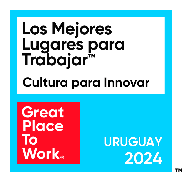 Los Mejores
Lugares para
Trabajar™
Cultura para Innovar
Great
Place
To
Work®
URUGUAY
2024
™